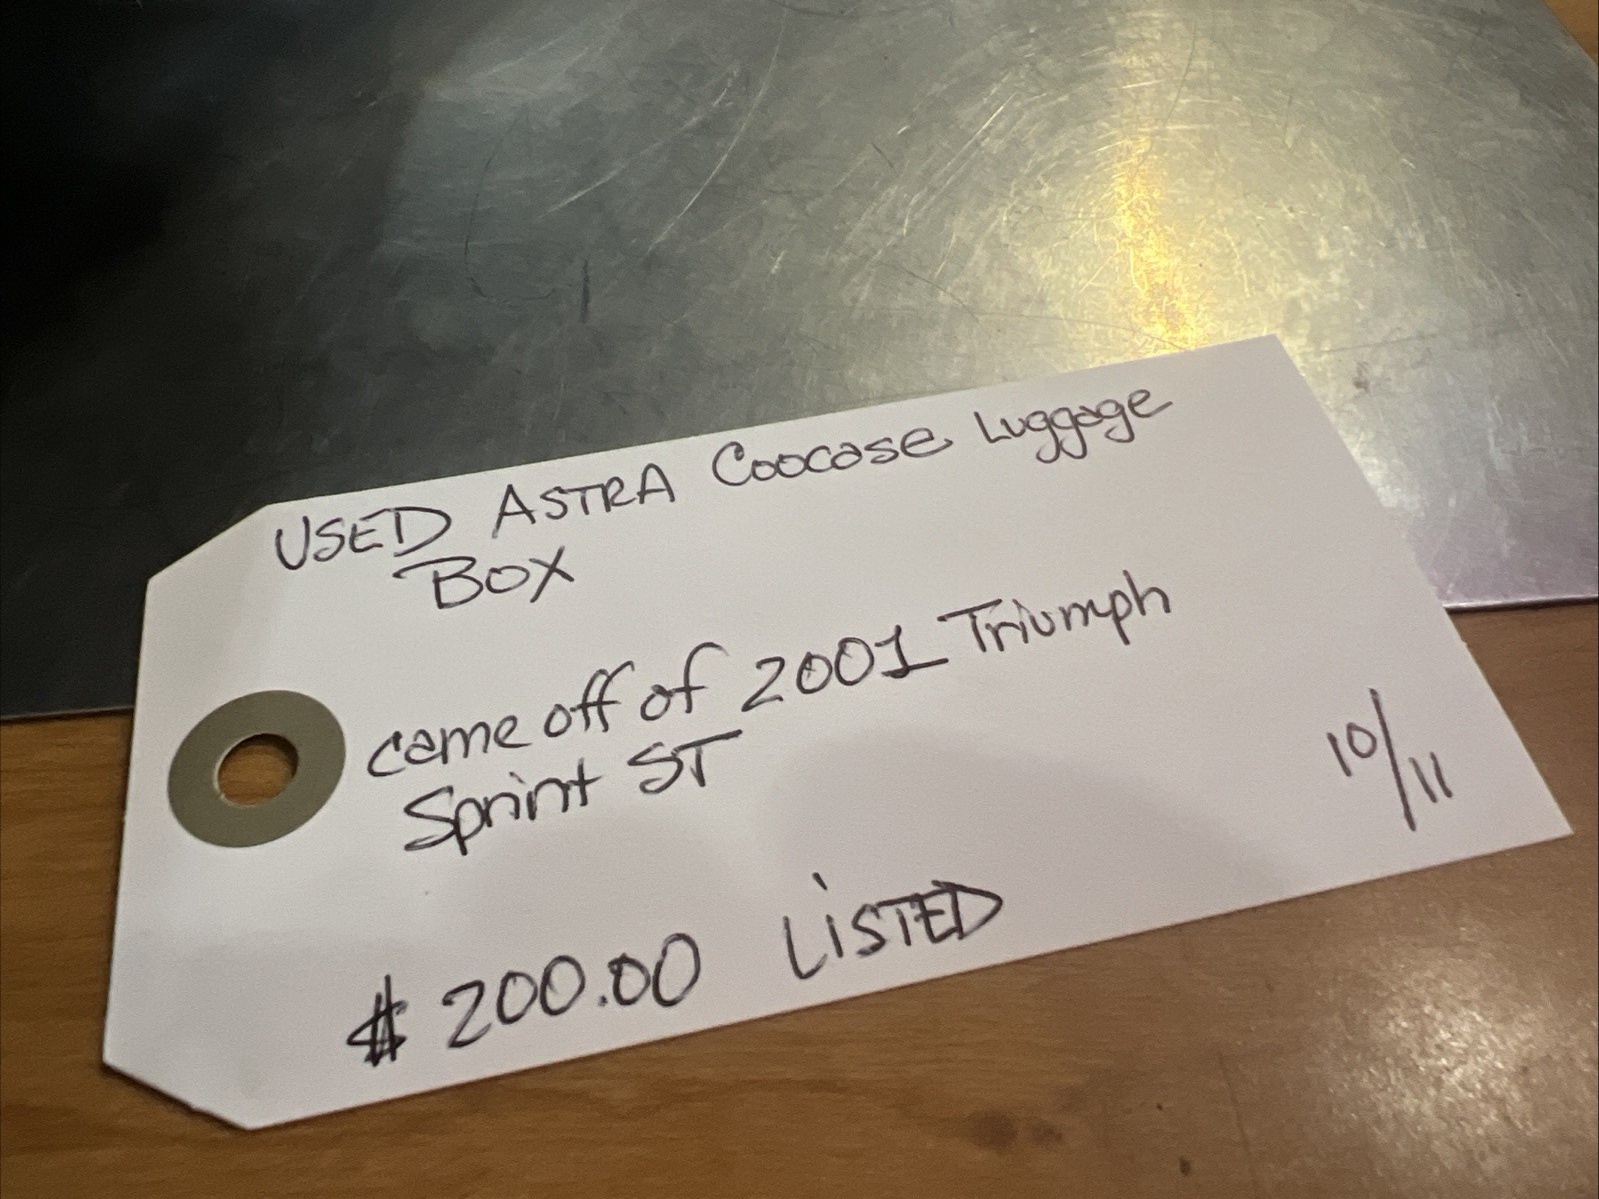 USED ASTRA Coocase Luggage
BOX
came off of 2001 Triumph
Sprint ST
10/11
$ 200.00 LiSTED